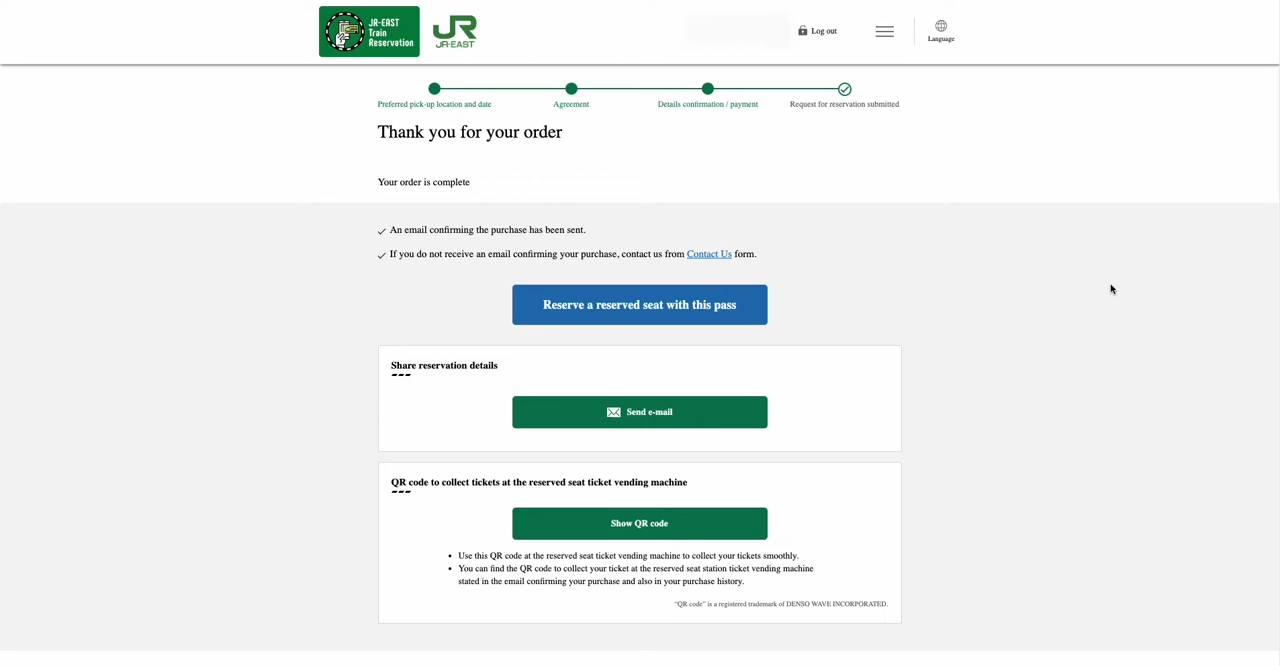 JR-EAST
Train
Reservation
JR
JR-EAST
Log out
Language
Preferred pick-up location and date
Agreement
Details confirmation / payment
Request for reservation submitted
Thank you for your order
Your order is complete
An email confirming the purchase has been sent.
If you do not receive an email confirming your purchase, contact us from Contact Us form.
Reserve a reserved seat with this pass
Share reservation details
Send e-mail
QR code to collect tickets at the reserved seat ticket vending machine
Show QR code
• Use this QR code at the reserved seat ticket vending machine to collect your tickets smoothly.
• You can find the QR code to collect your ticket at the reserved seat station ticket vending machine
stated in the email confirming your purchase and also in your purchase history.
"QR code" is a registered trademark of DENSO WAVE INCORPORATED.